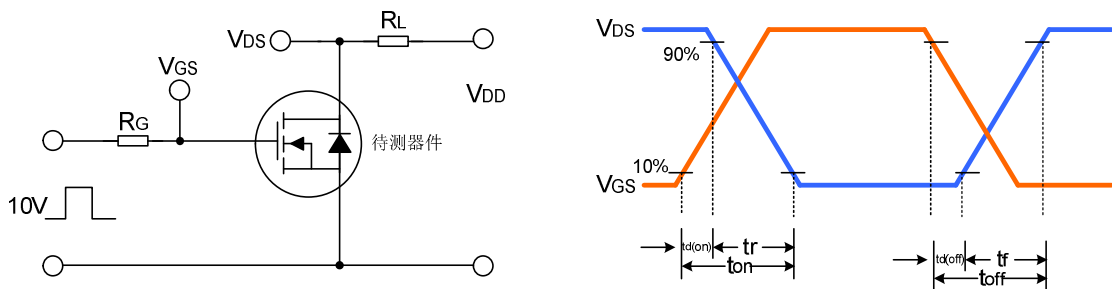 RL
VDS
VGS
VDD
RG
待测器件
10V
VDS
90%
10%
VGS
td(on)
tr
ton
td(off)
tf
toff